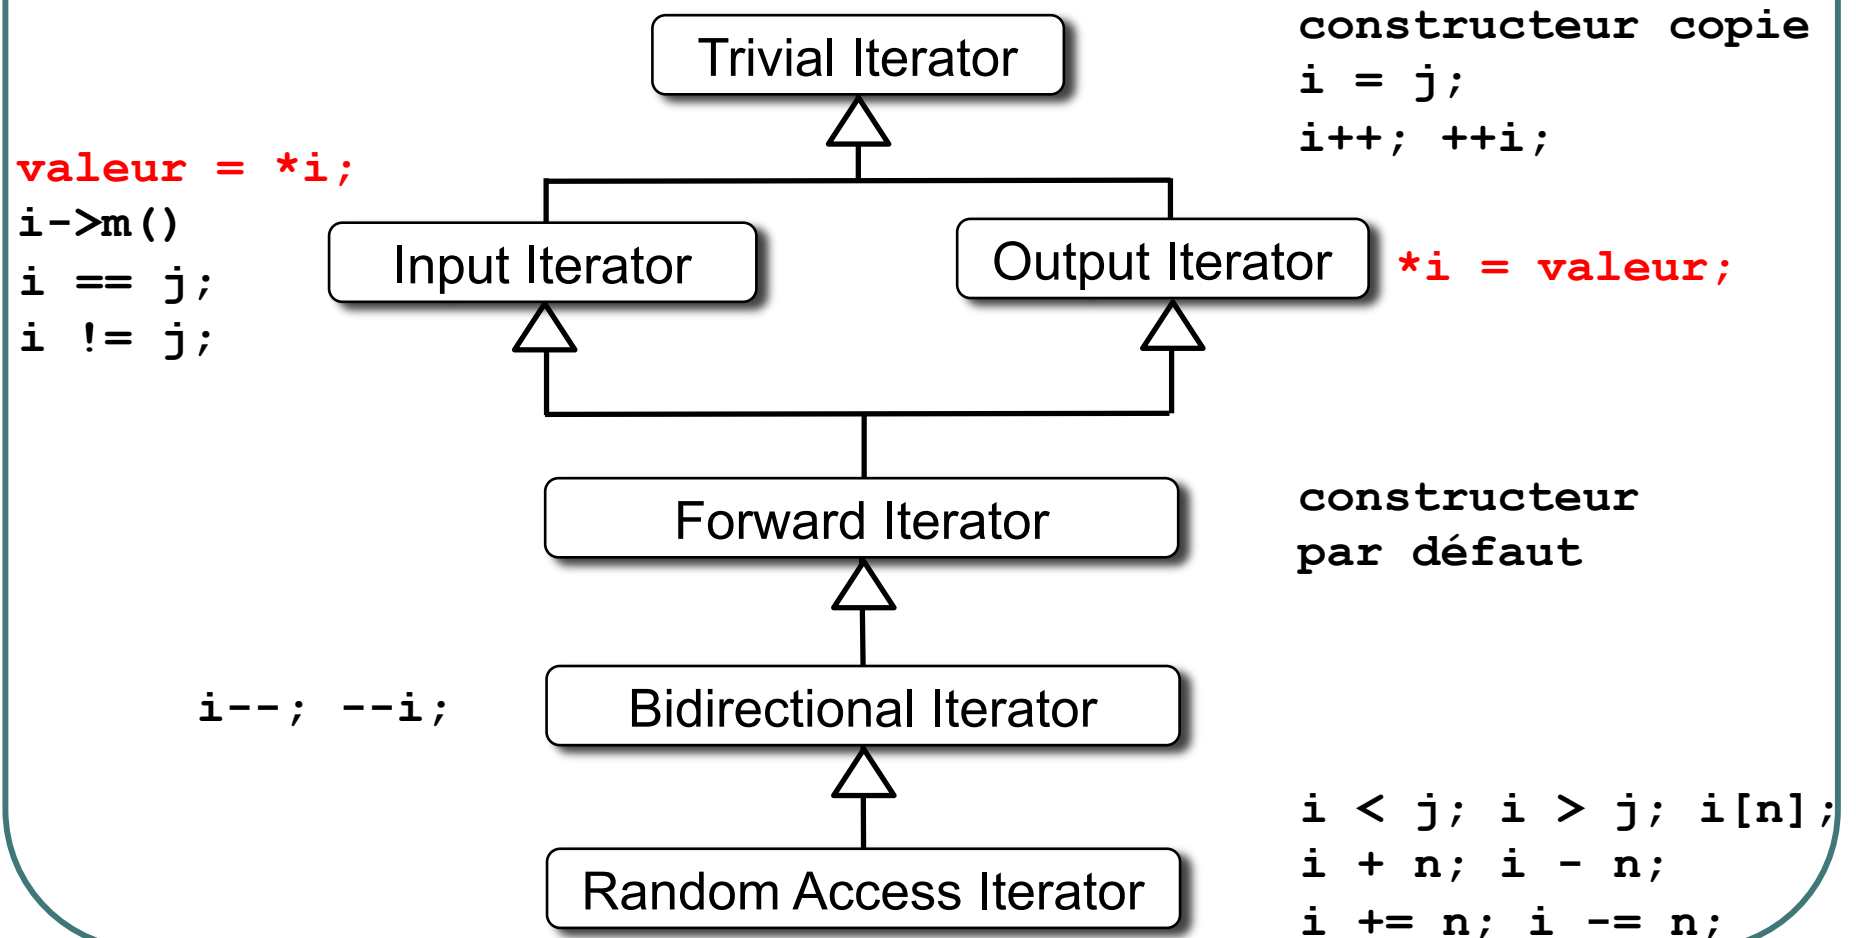 Trivial Iterator
constructeur copie
i = j;
i++; ++i;
valeur = *i;
i->m()
i == j;
i != j;
Input Iterator
Output Iterator
*i = valeur;
Forward Iterator
constructeur
par défaut
i--; --i;
Bidirectional Iterator
Random Access Iterator
i < j; i > j; i[n];
i + n; i - n;
i += n; i -= n;